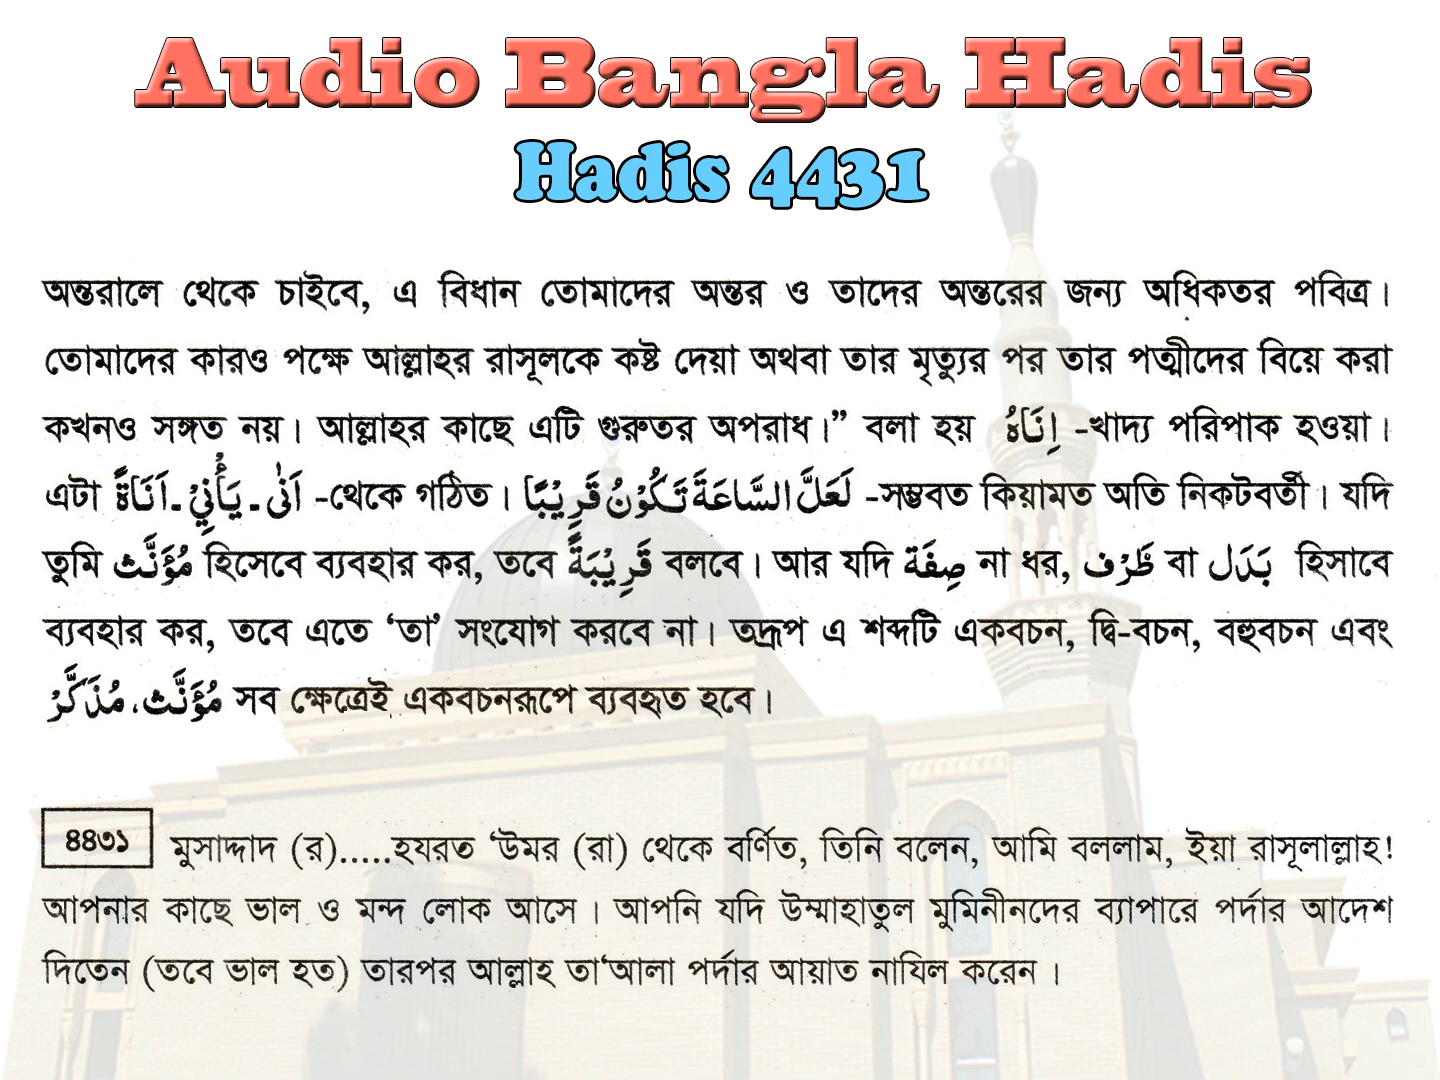 Audio Bangla Hadis
Hadis 4431
অন্তরালে থেকে চাইবে, এ বিধান তোমাদের অন্তর ও তাদের অন্তরের জন্য অধিকতর পবিত্র।
তোমাদের কারও পক্ষে আল্লাহর রাসূলকে কষ্ট দেয়া অথবা তার মৃত্যুর পর তার পত্মীদের বিয়ে করা
কখনও সঙ্গত নয়। আল্লাহর কাছে এটি গুরুতর অপরাধ।” বলা হয় اِنَاهُ -খাদ্য পরিপাক হওয়া।
এটা اَنٰى ـ يَأْنِيْ ـ اَنَاةً -থেকে গঠিত। لَعَلَّ السَّاعَةَ تَكُوْنُ قَرِيْبًا -সম্ভবত কিয়ামত অতি নিকটবর্তী। যদি
তুমি مُؤَنَّث হিসেবে ব্যবহার কর, তবে قَرِيْبَةً বলবে। আর যদি صِفَة না ধর, ظَرْف বা بَدَل হিসাবে
ব্যবহার কর, তবে এতে ‘তা’ সংযোগ করবে না। তদ্রূপ এ শব্দটি একবচন, দ্বি-বচন, বহুবচন এবং
مُؤَنَّث، مُذَكَّرْ সব ক্ষেত্রেই একবচনরূপে ব্যবহৃত হবে।
৪৪৩১ মুসাদ্দাদ (র).....হযরত ‘উমর (রা) থেকে বর্ণিত, তিনি বলেন, আমি বললাম, ইয়া রাসূলাল্লাহ!
আপনার কাছে ভাল ও মন্দ লোক আসে। আপনি যদি উম্মাহাতুল মুমিনীনদের ব্যাপারে পর্দার আদেশ
দিতেন (তবে ভাল হত) তারপর আল্লাহ তা‘আলা পর্দার আয়াত নাযিল করেন।